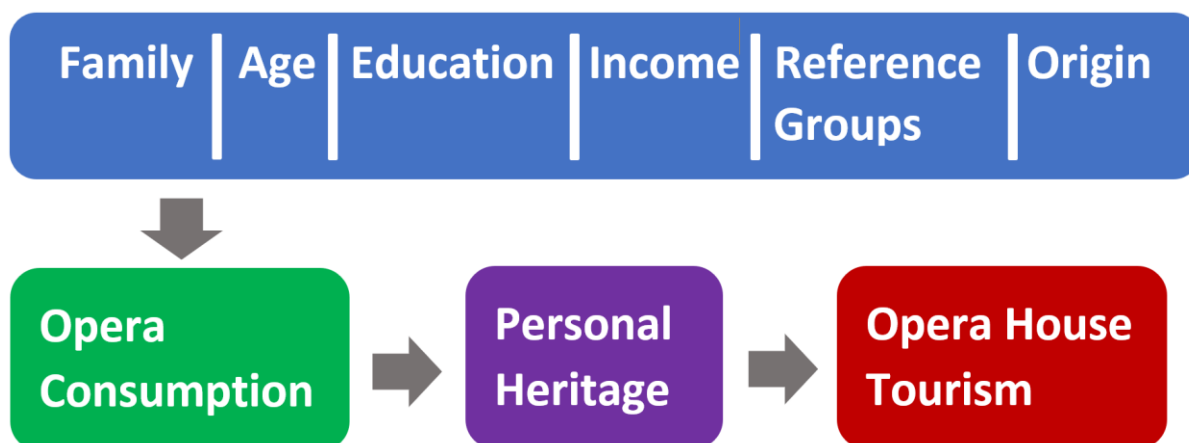 Family Age Education Income Reference Groups Origin
Opera Consumption
Personal Heritage
Opera House Tourism